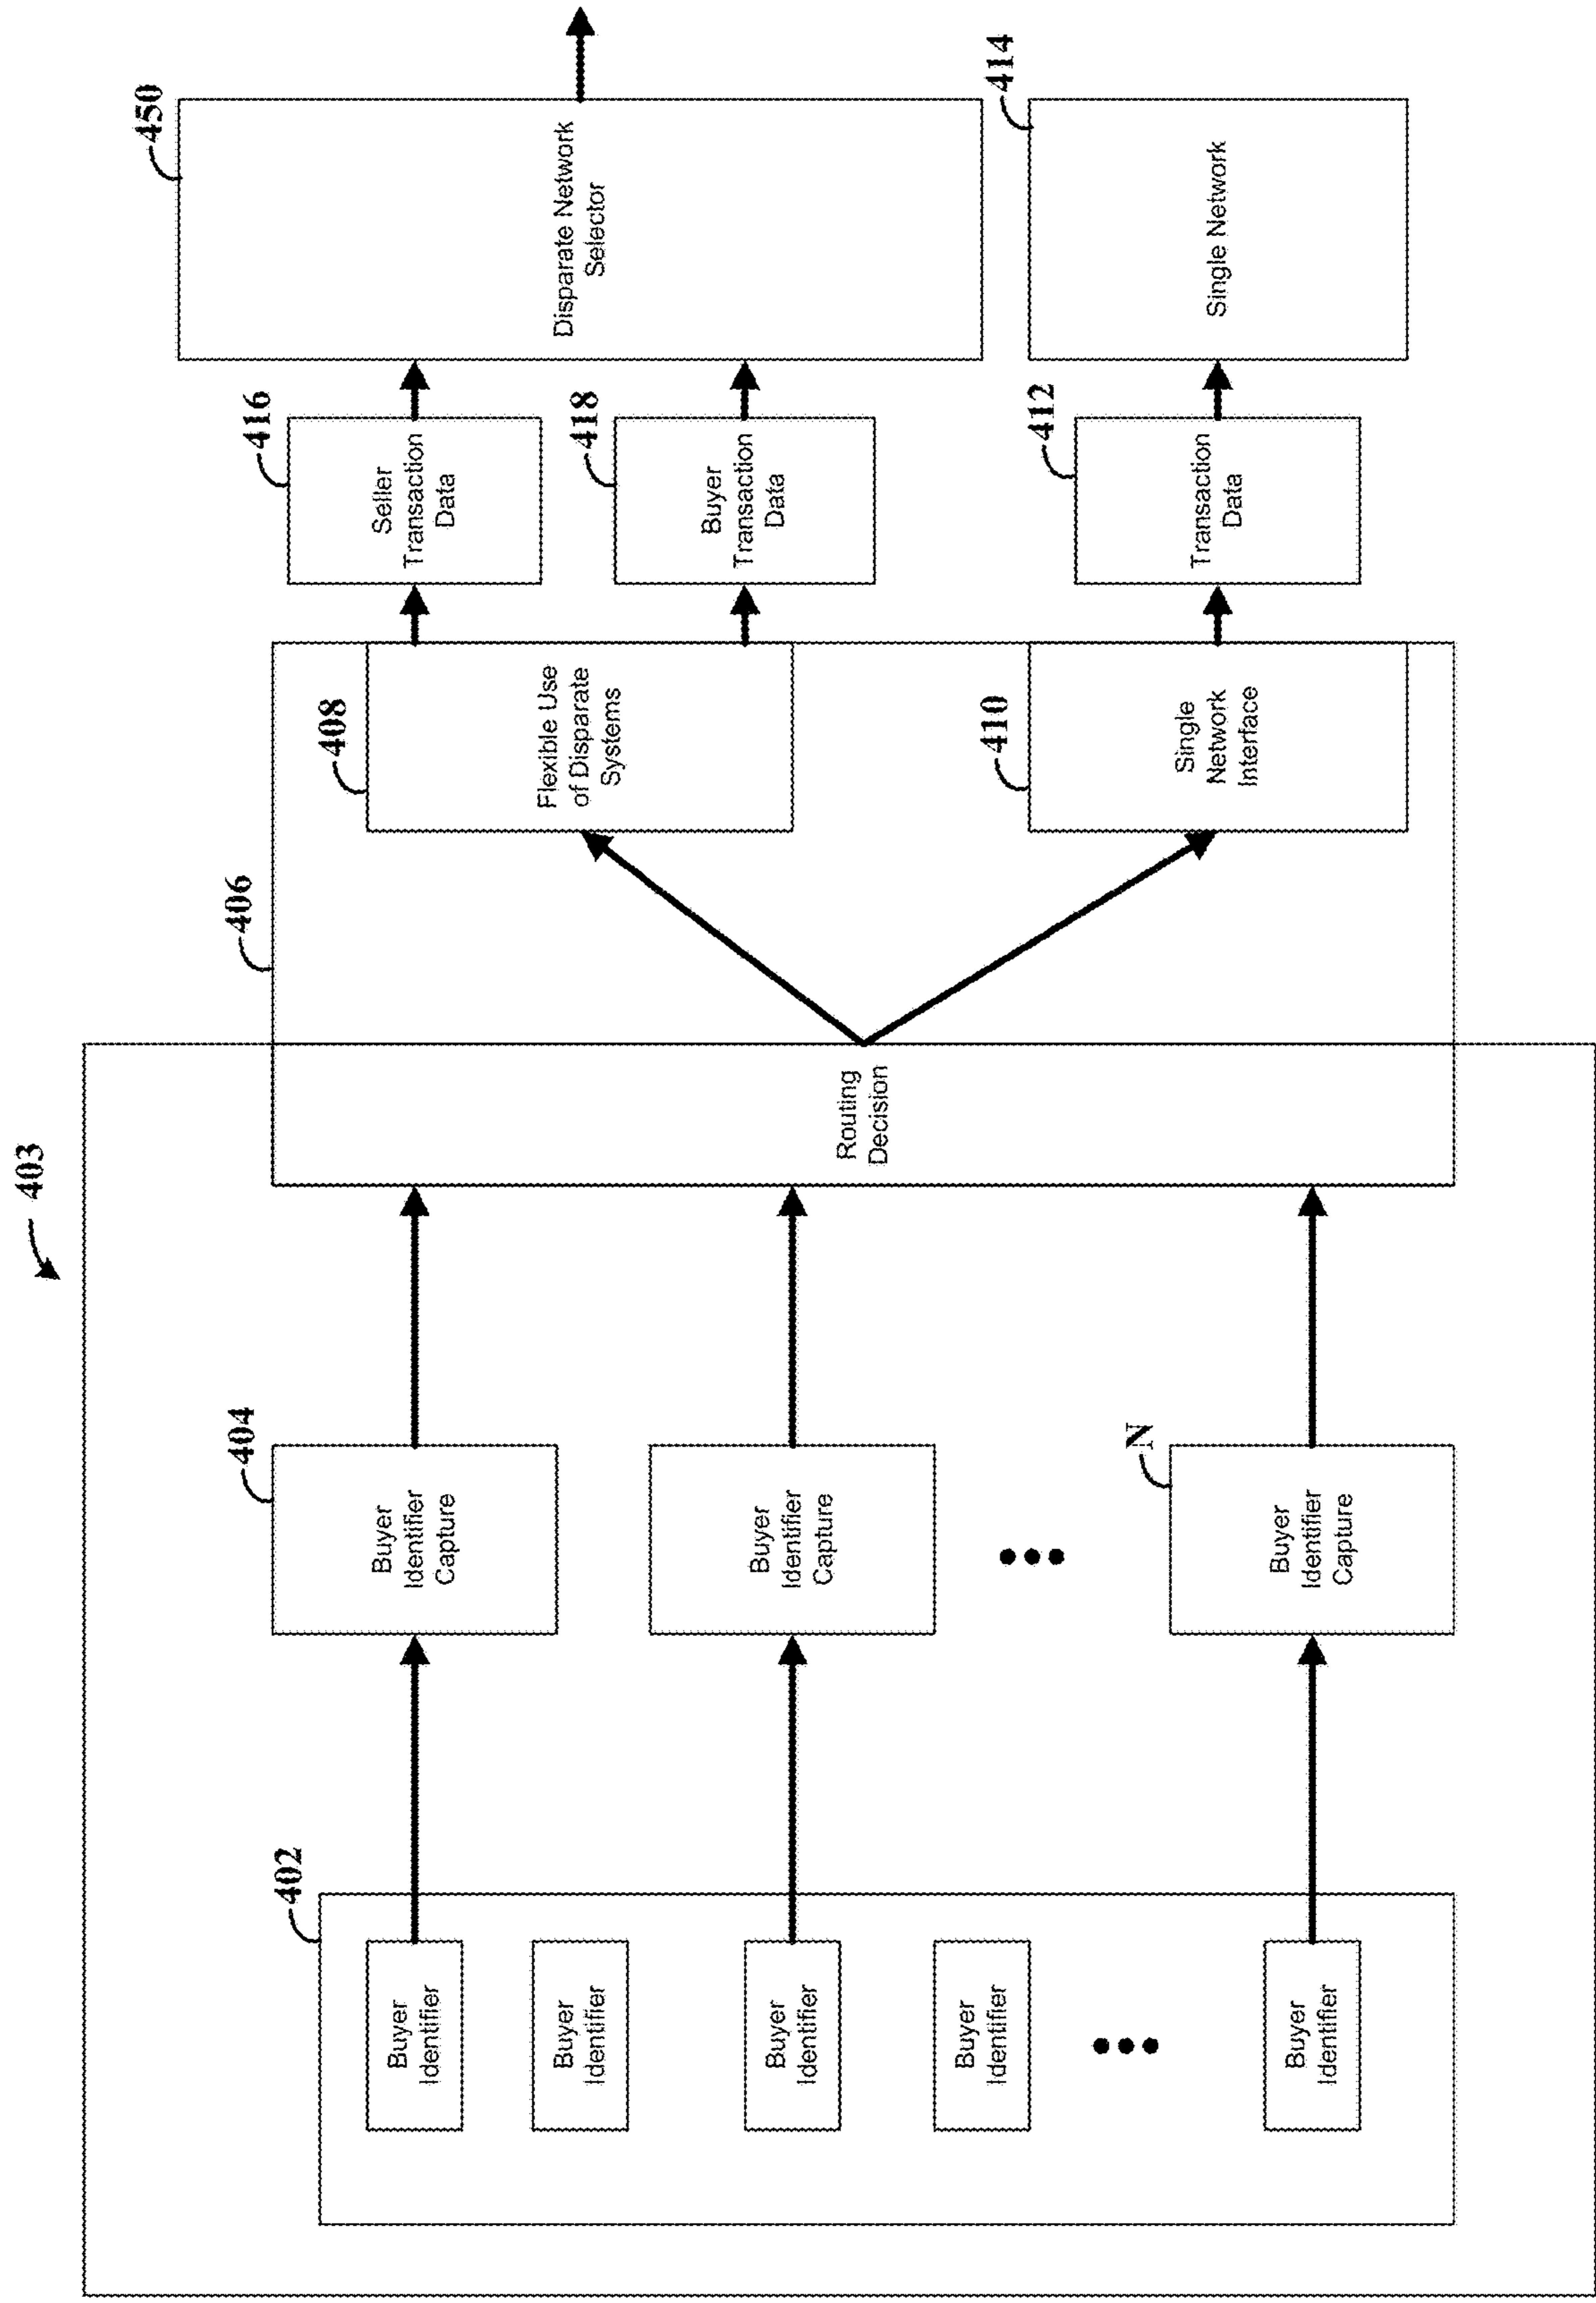 403
402
Buyer
Identifier
Buyer
Identifier
Buyer
Identifier
Buyer
Identifier
Buyer
Identifier
404
Buyer
Identifier
Capture
Buyer
Identifier
Capture
N
Buyer
Identifier
Capture
Routing
Decision
406
408
Flexible Use
of Disparate
Systems
410
Single
Network
Interface
416
Seller
Transaction
Data
418
Buyer
Transaction
Data
412
Transaction
Data
450
Disparate Network
Selector
414
Single Network